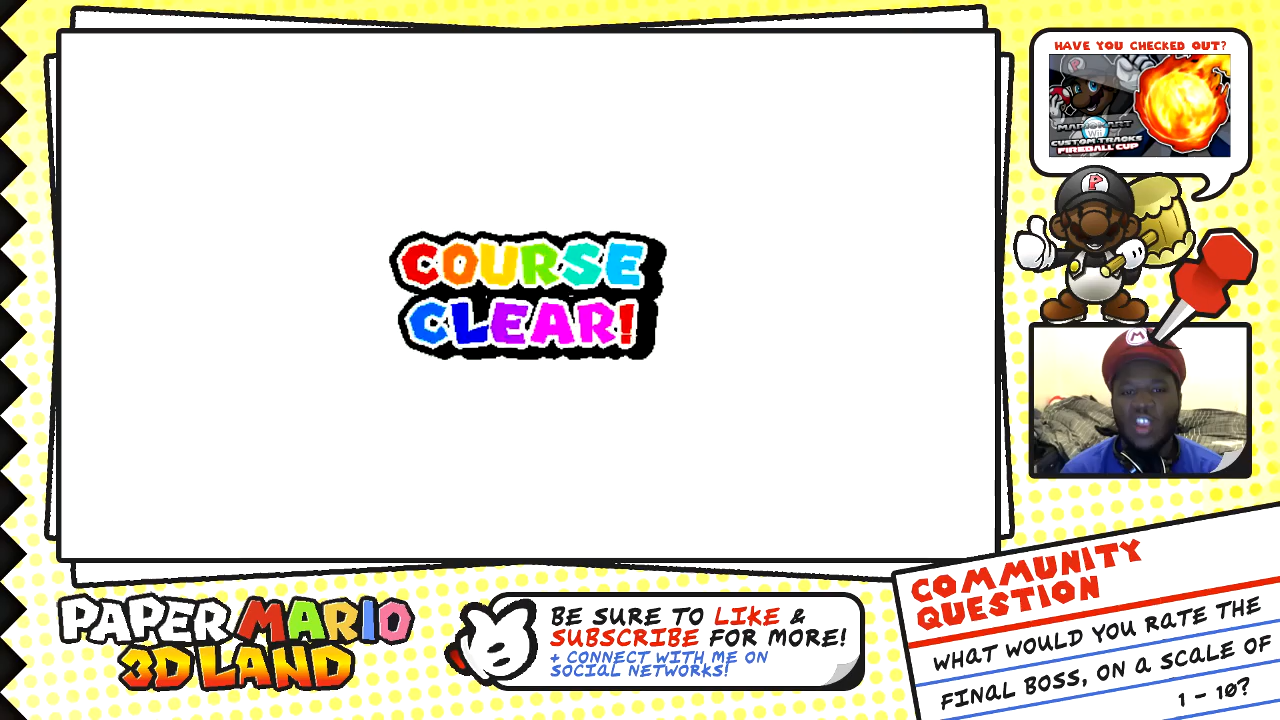 HAVE YOU CHECKED OUT?
P
MARIOKART
Wii
CUSTOM TRACKS
FIREBALL CUP
P
COURSE
CLEAR!
M
COMMUNITY
QUESTION
WHAT WOULD YOU RATE THE
FINAL BOSS, ON A SCALE OF
1 - 10?
PAPER MARIO
3D LAND
BE SURE TO LIKE &
SUBSCRIBE FOR MORE!
+ CONNECT WITH ME ON
SOCIAL NETWORKS!